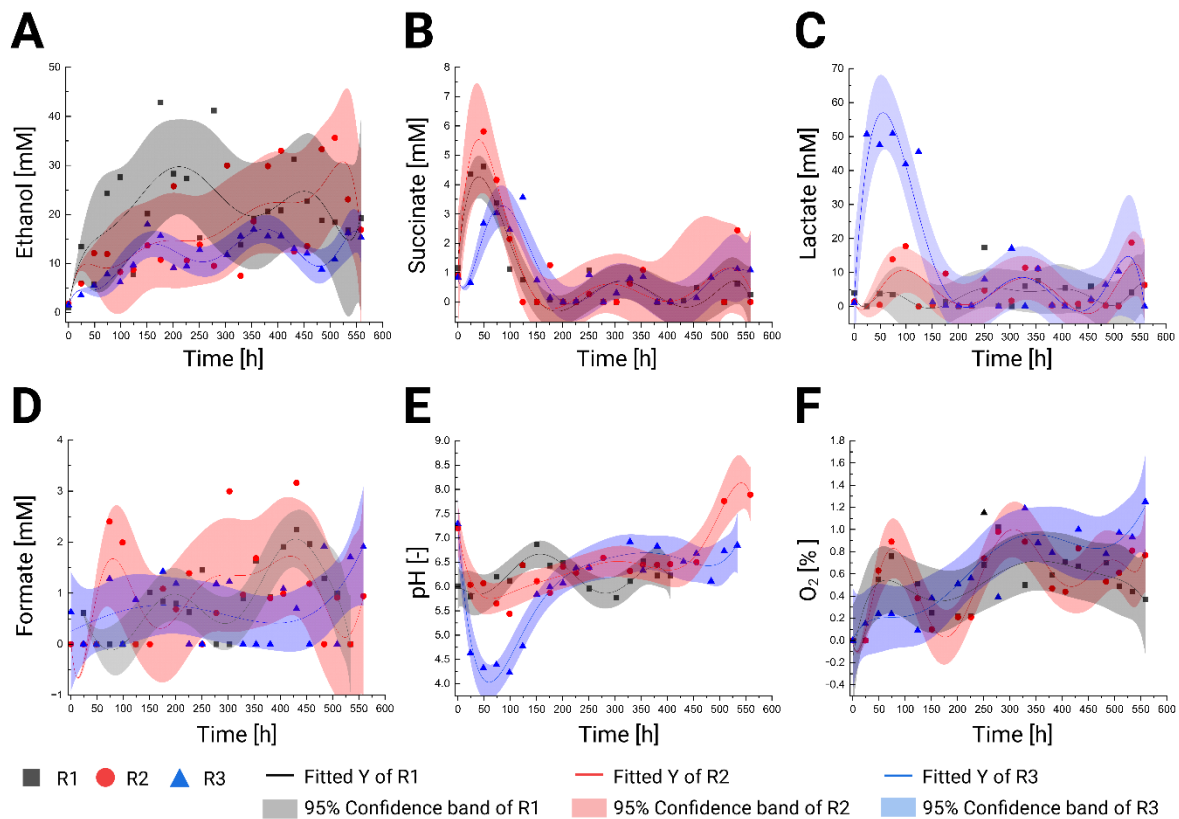 A
B
C
Ethanol [mM]
50
40
30
20
10
0
0 50 100 150 200 250 300 350 400 450 500 550 600
Time [h]
Succinate [mM]
8
7
6
5
4
3
2
1
0
0 50 100 150 200 250 300 350 400 450 500 550 600
Time [h]
Lactate [mM]
70
60
50
40
30
20
10
0
0 50 100 150 200 250 300 350 400 450 500 550 600
Time [h]
D
E
F
Formate [mM]
4
3
2
1
0
−1
0 50 100 150 200 250 300 350 400 450 500 550 600
Time [h]
pH [-]
9.0
8.5
8.0
7.5
7.0
6.5
6.0
5.5
5.0
4.5
4.0
0 50 100 150 200 250 300 350 400 450 500 550 600
Time [h]
O₂ [%]
1.8
1.6
1.4
1.2
1.0
0.8
0.6
0.4
0.2
0.0
-0.2
-0.4
0 50 100 150 200 250 300 350 400 450 500 550 600
Time [h]
R1 R2 R3 Fitted Y of R1 Fitted Y of R2 Fitted Y of R3
95% Confidence band of R1 95% Confidence band of R2 95% Confidence band of R3